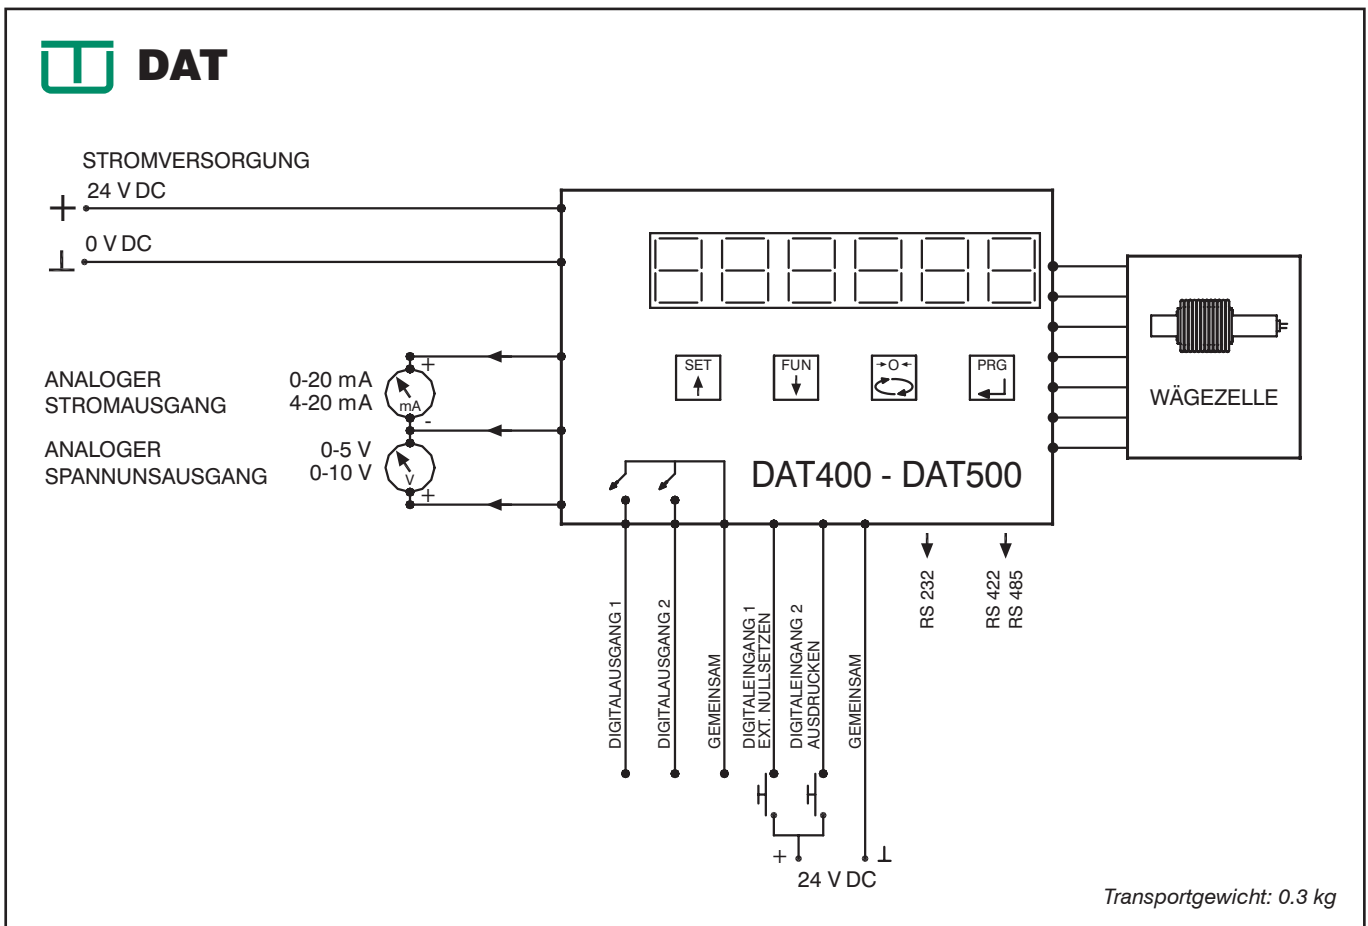 DAT
STROMVERSORGUNG
+ 24 V DC
0 V DC
ANALOGER
STROMAUSGANG
0-20 mA
4-20 mA
+
mA
-
ANALOGER
SPANNUNSAUSGANG
0-5 V
0-10 V
V
+
SET
FUN
→O←
PRG
DAT400 - DAT500
WÄGEZELLE
DIGITALAUSGANG 1
DIGITALAUSGANG 2
GEMEINSAM
DIGITALEINGANG 1
EXT. NULLSETZEN
DIGITALEINGANG 2
AUSDRUCKEN
GEMEINSAM
RS 232
RS 422
RS 485
+
24 V DC
Transportgewicht: 0.3 kg